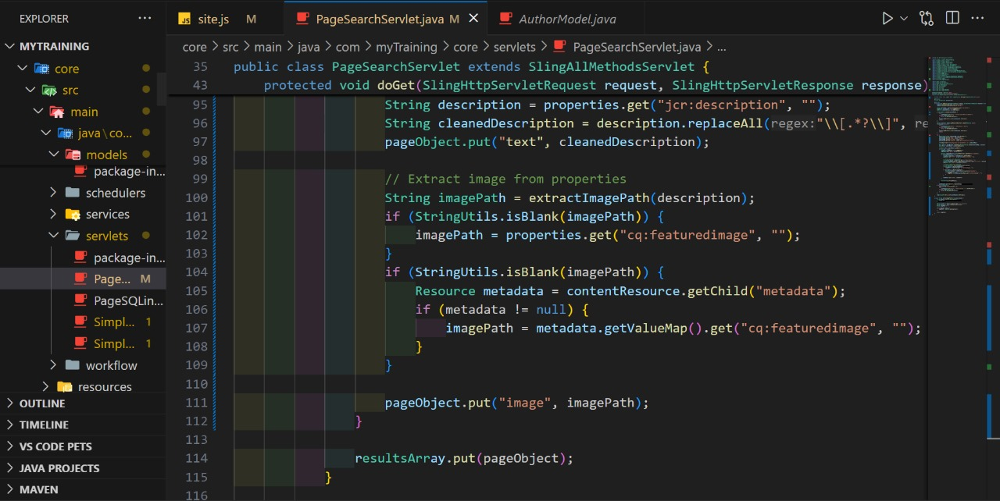 EXPLORER
MYTRAINING
core
src
main
java\co...
models
package-in...
schedulers
services
servlets
package-in...
Page... M
PageSQLin...
Simpl... 1
Simpl... 1
workflow
resources
OUTLINE
TIMELINE
VS CODE PETS
JAVA PROJECTS
MAVEN
JS site.js M
PageSearchServlet.java M
AuthorModel.java
core > src > main > java > com > myTraining > core > servlets > PageSearchServlet.java > ...
35 public class PageSearchServlet extends SlingAllMethodsServlet {
43 protected void doGet(SlingHttpServletRequest request, SlingHttpServletResponse response)
95 String description = properties.get("jcr:description", "");
96 String cleanedDescription = description.replaceAll(regex:"\\[.*?\\]", re
97 pageObject.put("text", cleanedDescription);
98
99 // Extract image from properties
100 String imagePath = extractImagePath(description);
101 if (StringUtils.isBlank(imagePath)) {
102 imagePath = properties.get("cq:featuredimage", "");
103 }
104 if (StringUtils.isBlank(imagePath)) {
105 Resource metadata = contentResource.getChild("metadata");
106 if (metadata != null) {
107 imagePath = metadata.getValueMap().get("cq:featuredimage", "");
108 }
109 }
110
111 pageObject.put("image", imagePath);
112 }
113
114 resultsArray.put(pageObject);
115 }
116